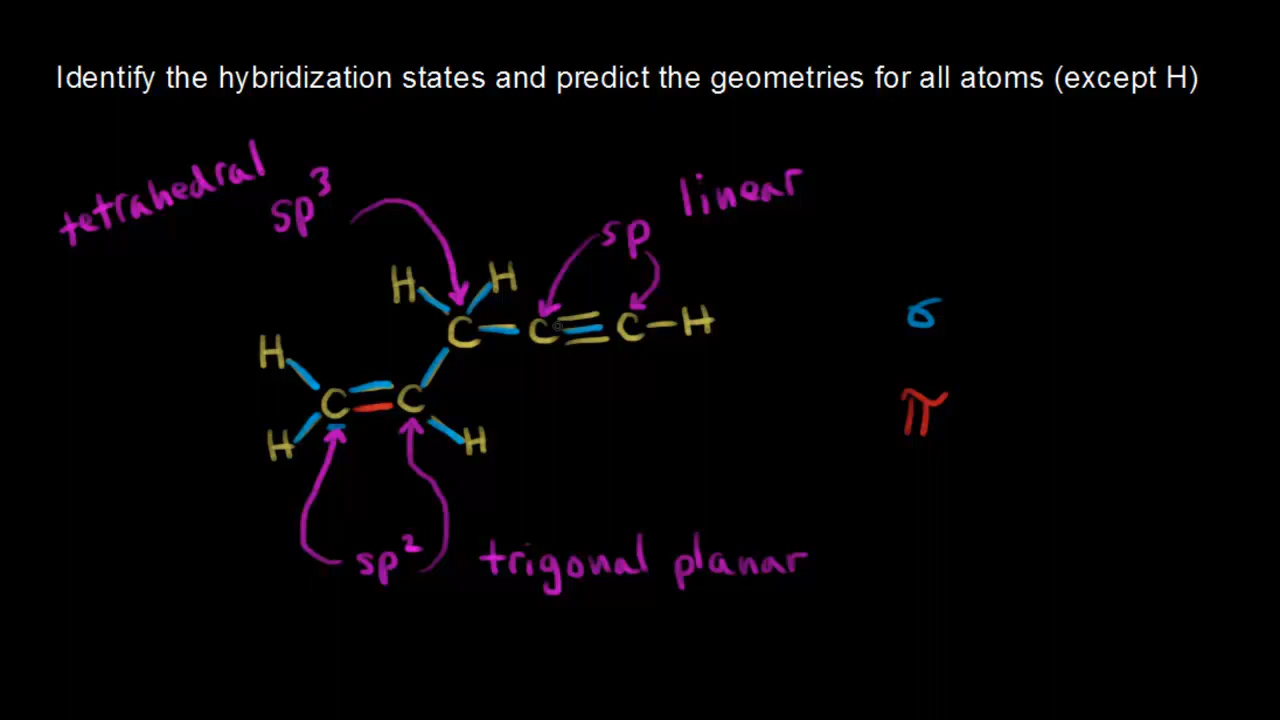 Identify the hybridization states and predict the geometries for all atoms (except H)
tetrahedral sp³
linear
sp
H H
C C C H
H
C C
H H
σ
π
sp² trigonal planar